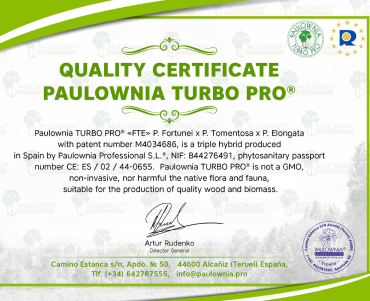 PAULOWNIA
TURBO PRO
R
QUALITY CERTIFICATE
PAULOWNIA TURBO PRO®
Paulownia TURBO PRO® «FTE» P. Fortunei x P. Tomentosa x P. Elongata
with patent number M4034686, is a triple hybrid produced
in Spain by Paulownia Professional S.L.®, NIF: B44276491, phytosanitary passport
number CE: ES / 02 / 44-0655. Paulownia TURBO PRO® is not a GMO,
non-invasive, nor harmful the native flora and fauna,
suitable for the production of quality wood and biomass.
Artur Rudenko
Director General
Camino Estanca s/n, Apdo. № 50, 44600 Alcañiz (Teruel) España,
Tlf (+34) 642787555, info@paulownia.pro
PAULOWNIA
España